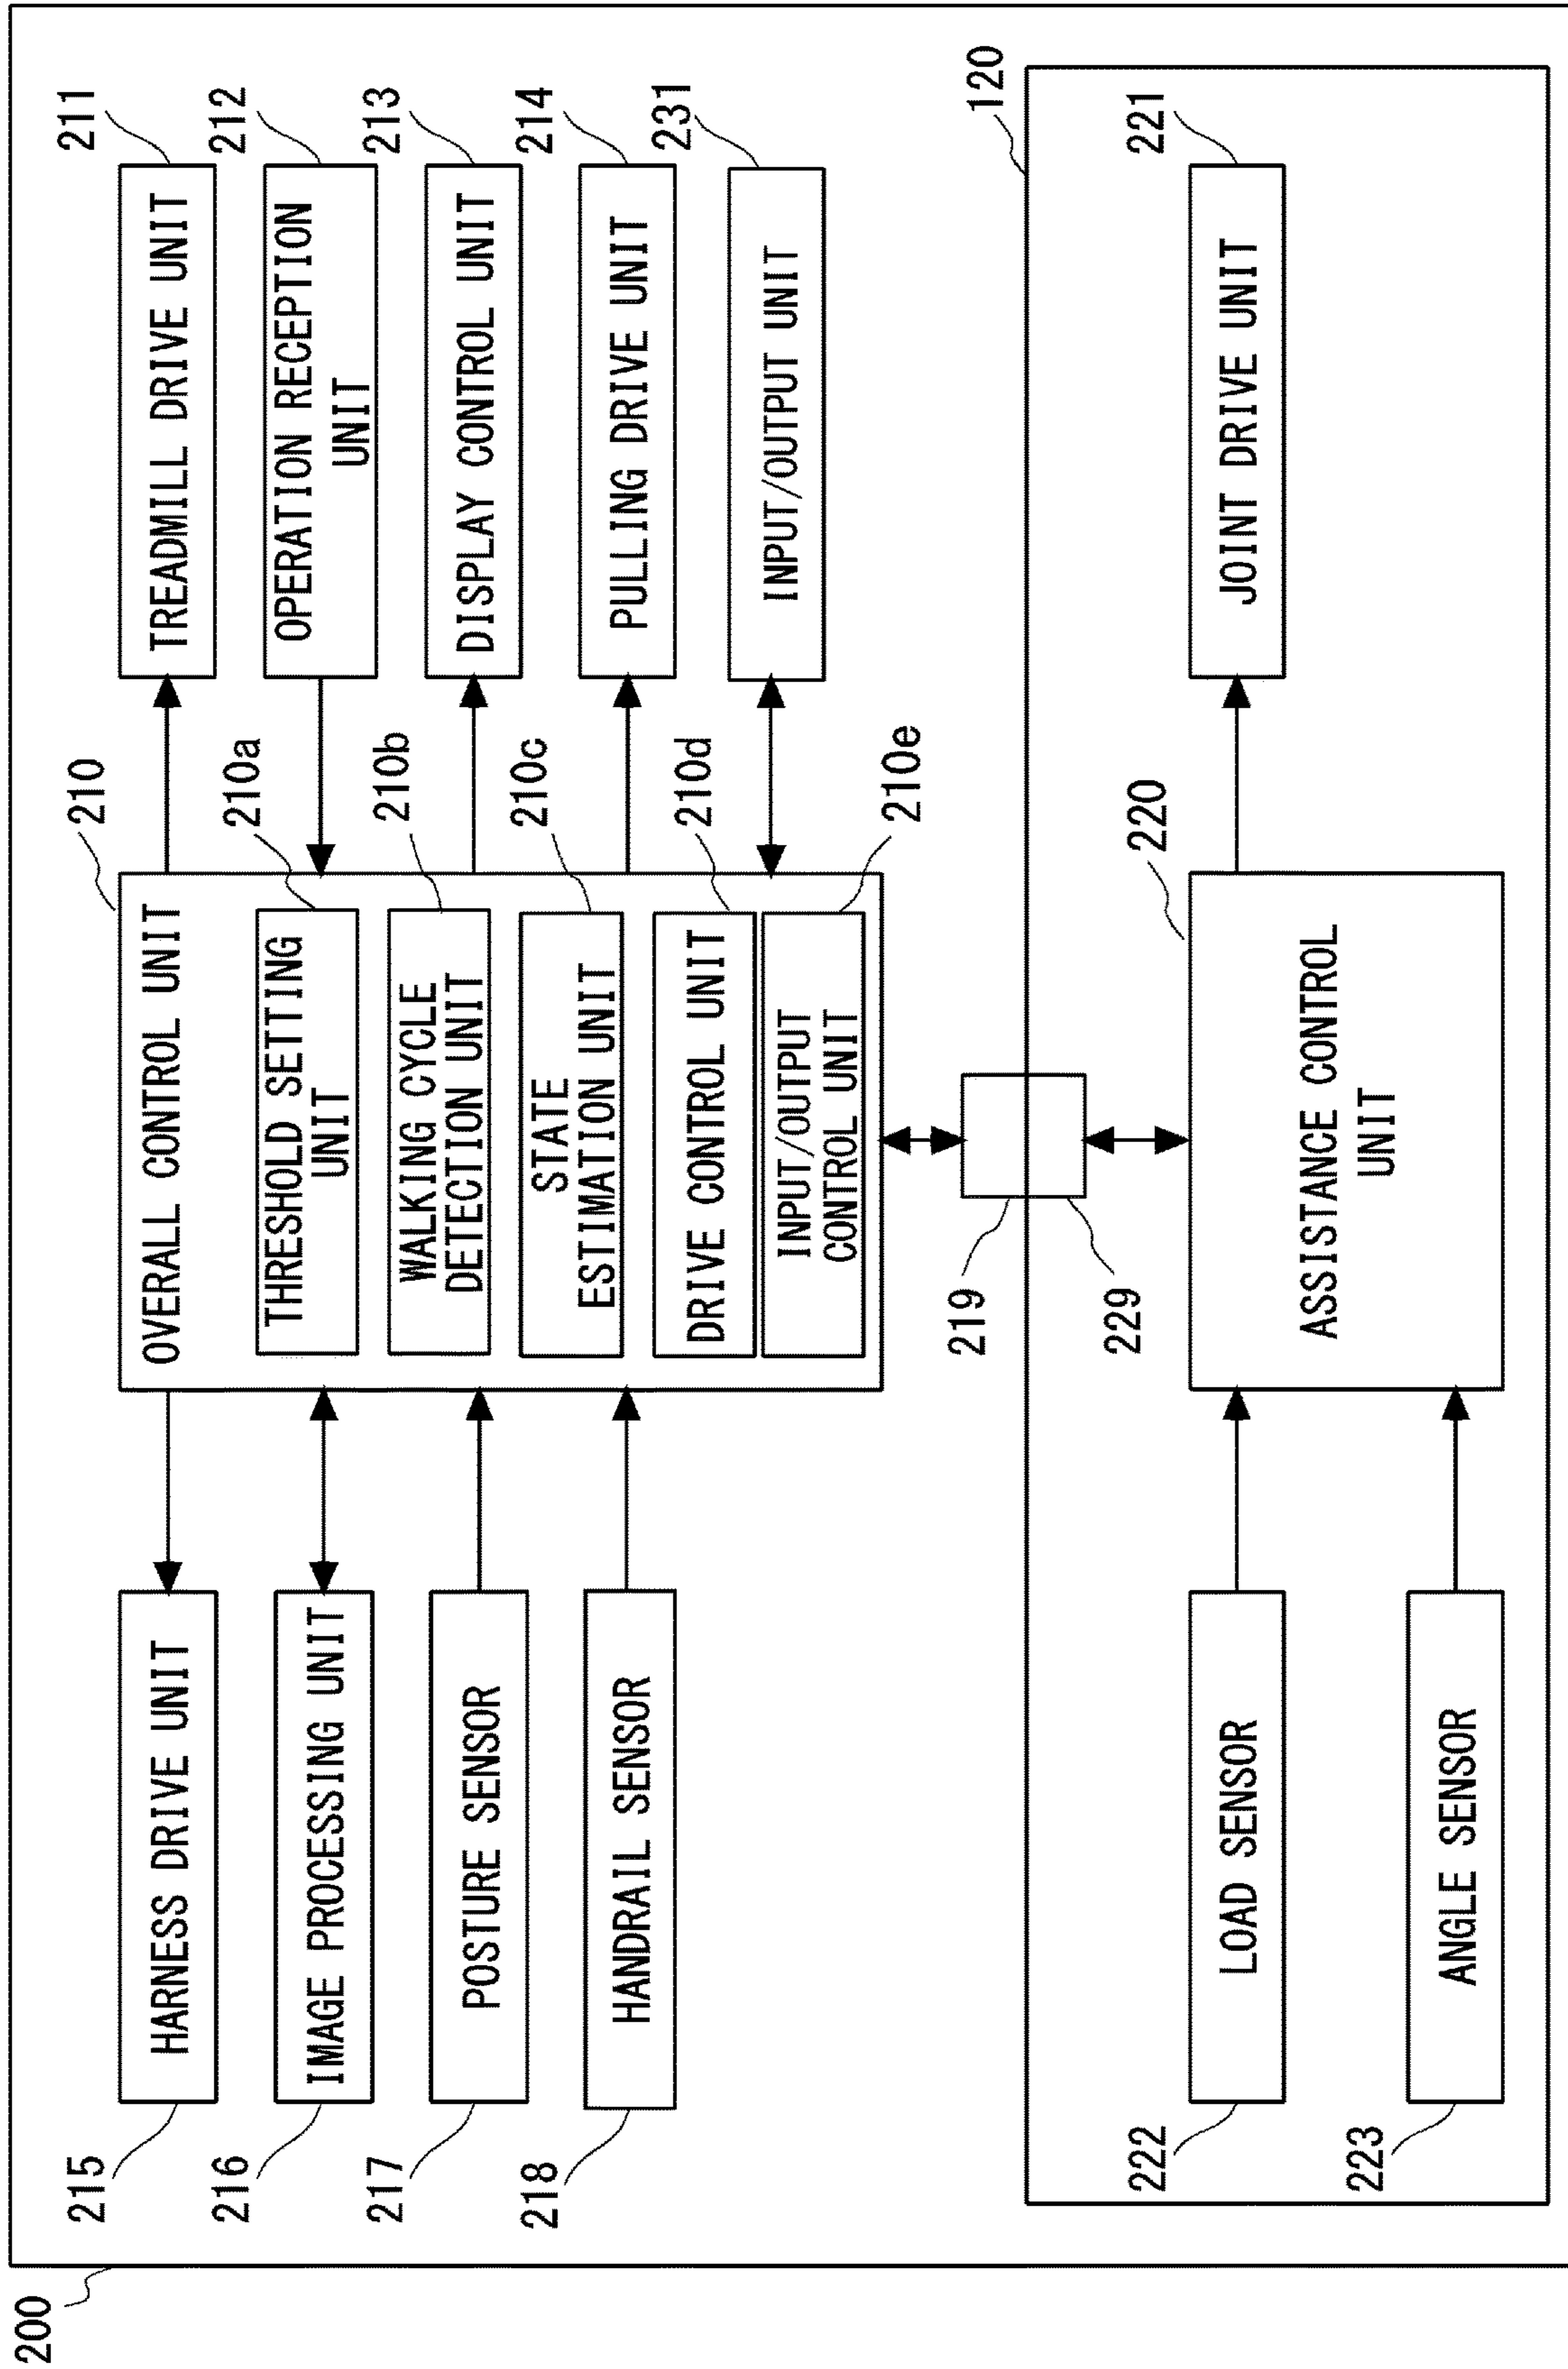 200
215
HARNESS DRIVE UNIT
216
IMAGE PROCESSING UNIT
217
POSTURE SENSOR
218
HANDRAIL SENSOR
210
OVERALL CONTROL UNIT
210a
THRESHOLD SETTING
UNIT
210b
WALKING CYCLE
DETECTION UNIT
210c
STATE
ESTIMATION UNIT
210d
DRIVE CONTROL UNIT
210e
INPUT/OUTPUT
CONTROL UNIT
211
TREADMILL DRIVE UNIT
212
OPERATION RECEPTION
UNIT
213
DISPLAY CONTROL UNIT
214
PULLING DRIVE UNIT
231
INPUT/OUTPUT UNIT
219
229
120
222
LOAD SENSOR
223
ANGLE SENSOR
220
ASSISTANCE CONTROL
UNIT
221
JOINT DRIVE UNIT